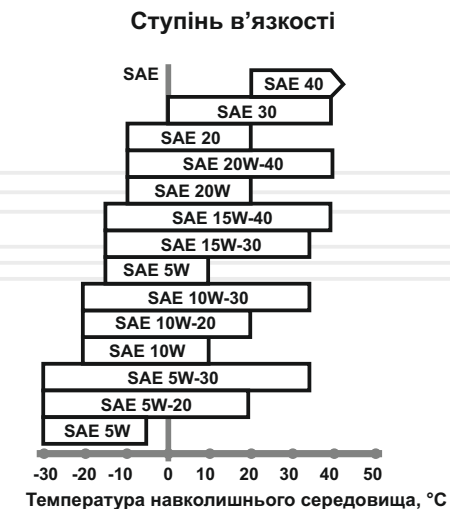 Ступінь в’язкості
SAE
SAE 40
SAE 30
SAE 20
SAE 20W-40
SAE 20W
SAE 15W-40
SAE 15W-30
SAE 5W
SAE 10W-30
SAE 10W-20
SAE 10W
SAE 5W-30
SAE 5W-20
SAE 5W
-30 -20 -10 0 10 20 30 40 50
Температура навколишнього середовища, °C